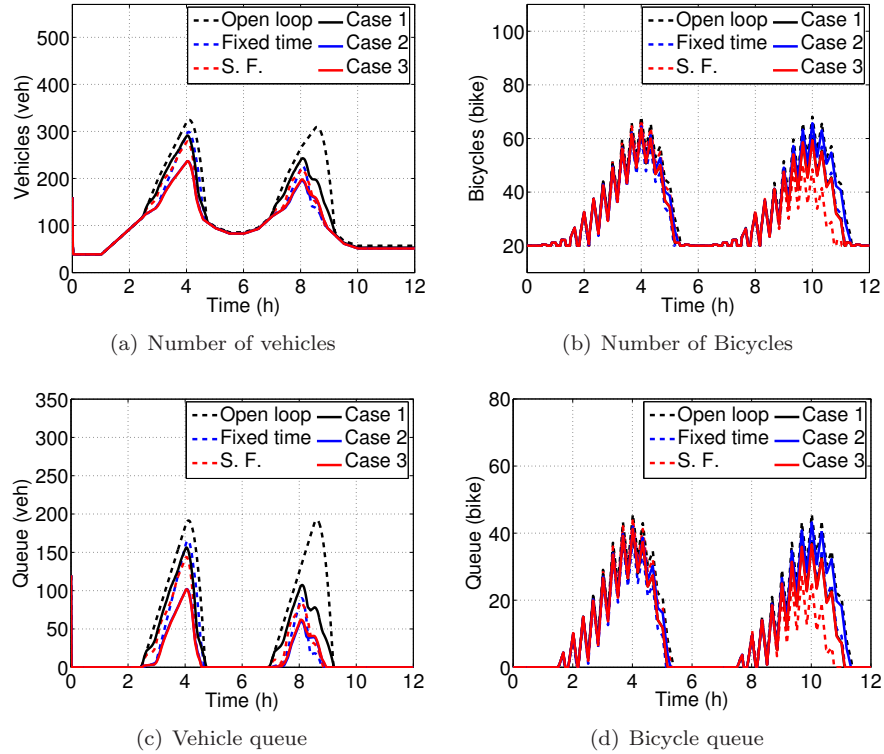 500
400
300
200
100
0
Vehicles (veh)
Open loop Case 1
Fixed time Case 2
S. F. Case 3
0 2 4 6 8 10 12
Time (h)
(a) Number of vehicles
100
80
60
40
20
Bicycles (bike)
Open loop Case 1
Fixed time Case 2
S. F. Case 3
0 2 4 6 8 10 12
Time (h)
(b) Number of Bicycles
350
300
250
200
150
100
50
0
Queue (veh)
Open loop Case 1
Fixed time Case 2
S. F. Case 3
0 2 4 6 8 10 12
Time (h)
(c) Vehicle queue
80
60
40
20
0
Queue (bike)
Open loop Case 1
Fixed time Case 2
S. F. Case 3
0 2 4 6 8 10 12
Time (h)
(d) Bicycle queue